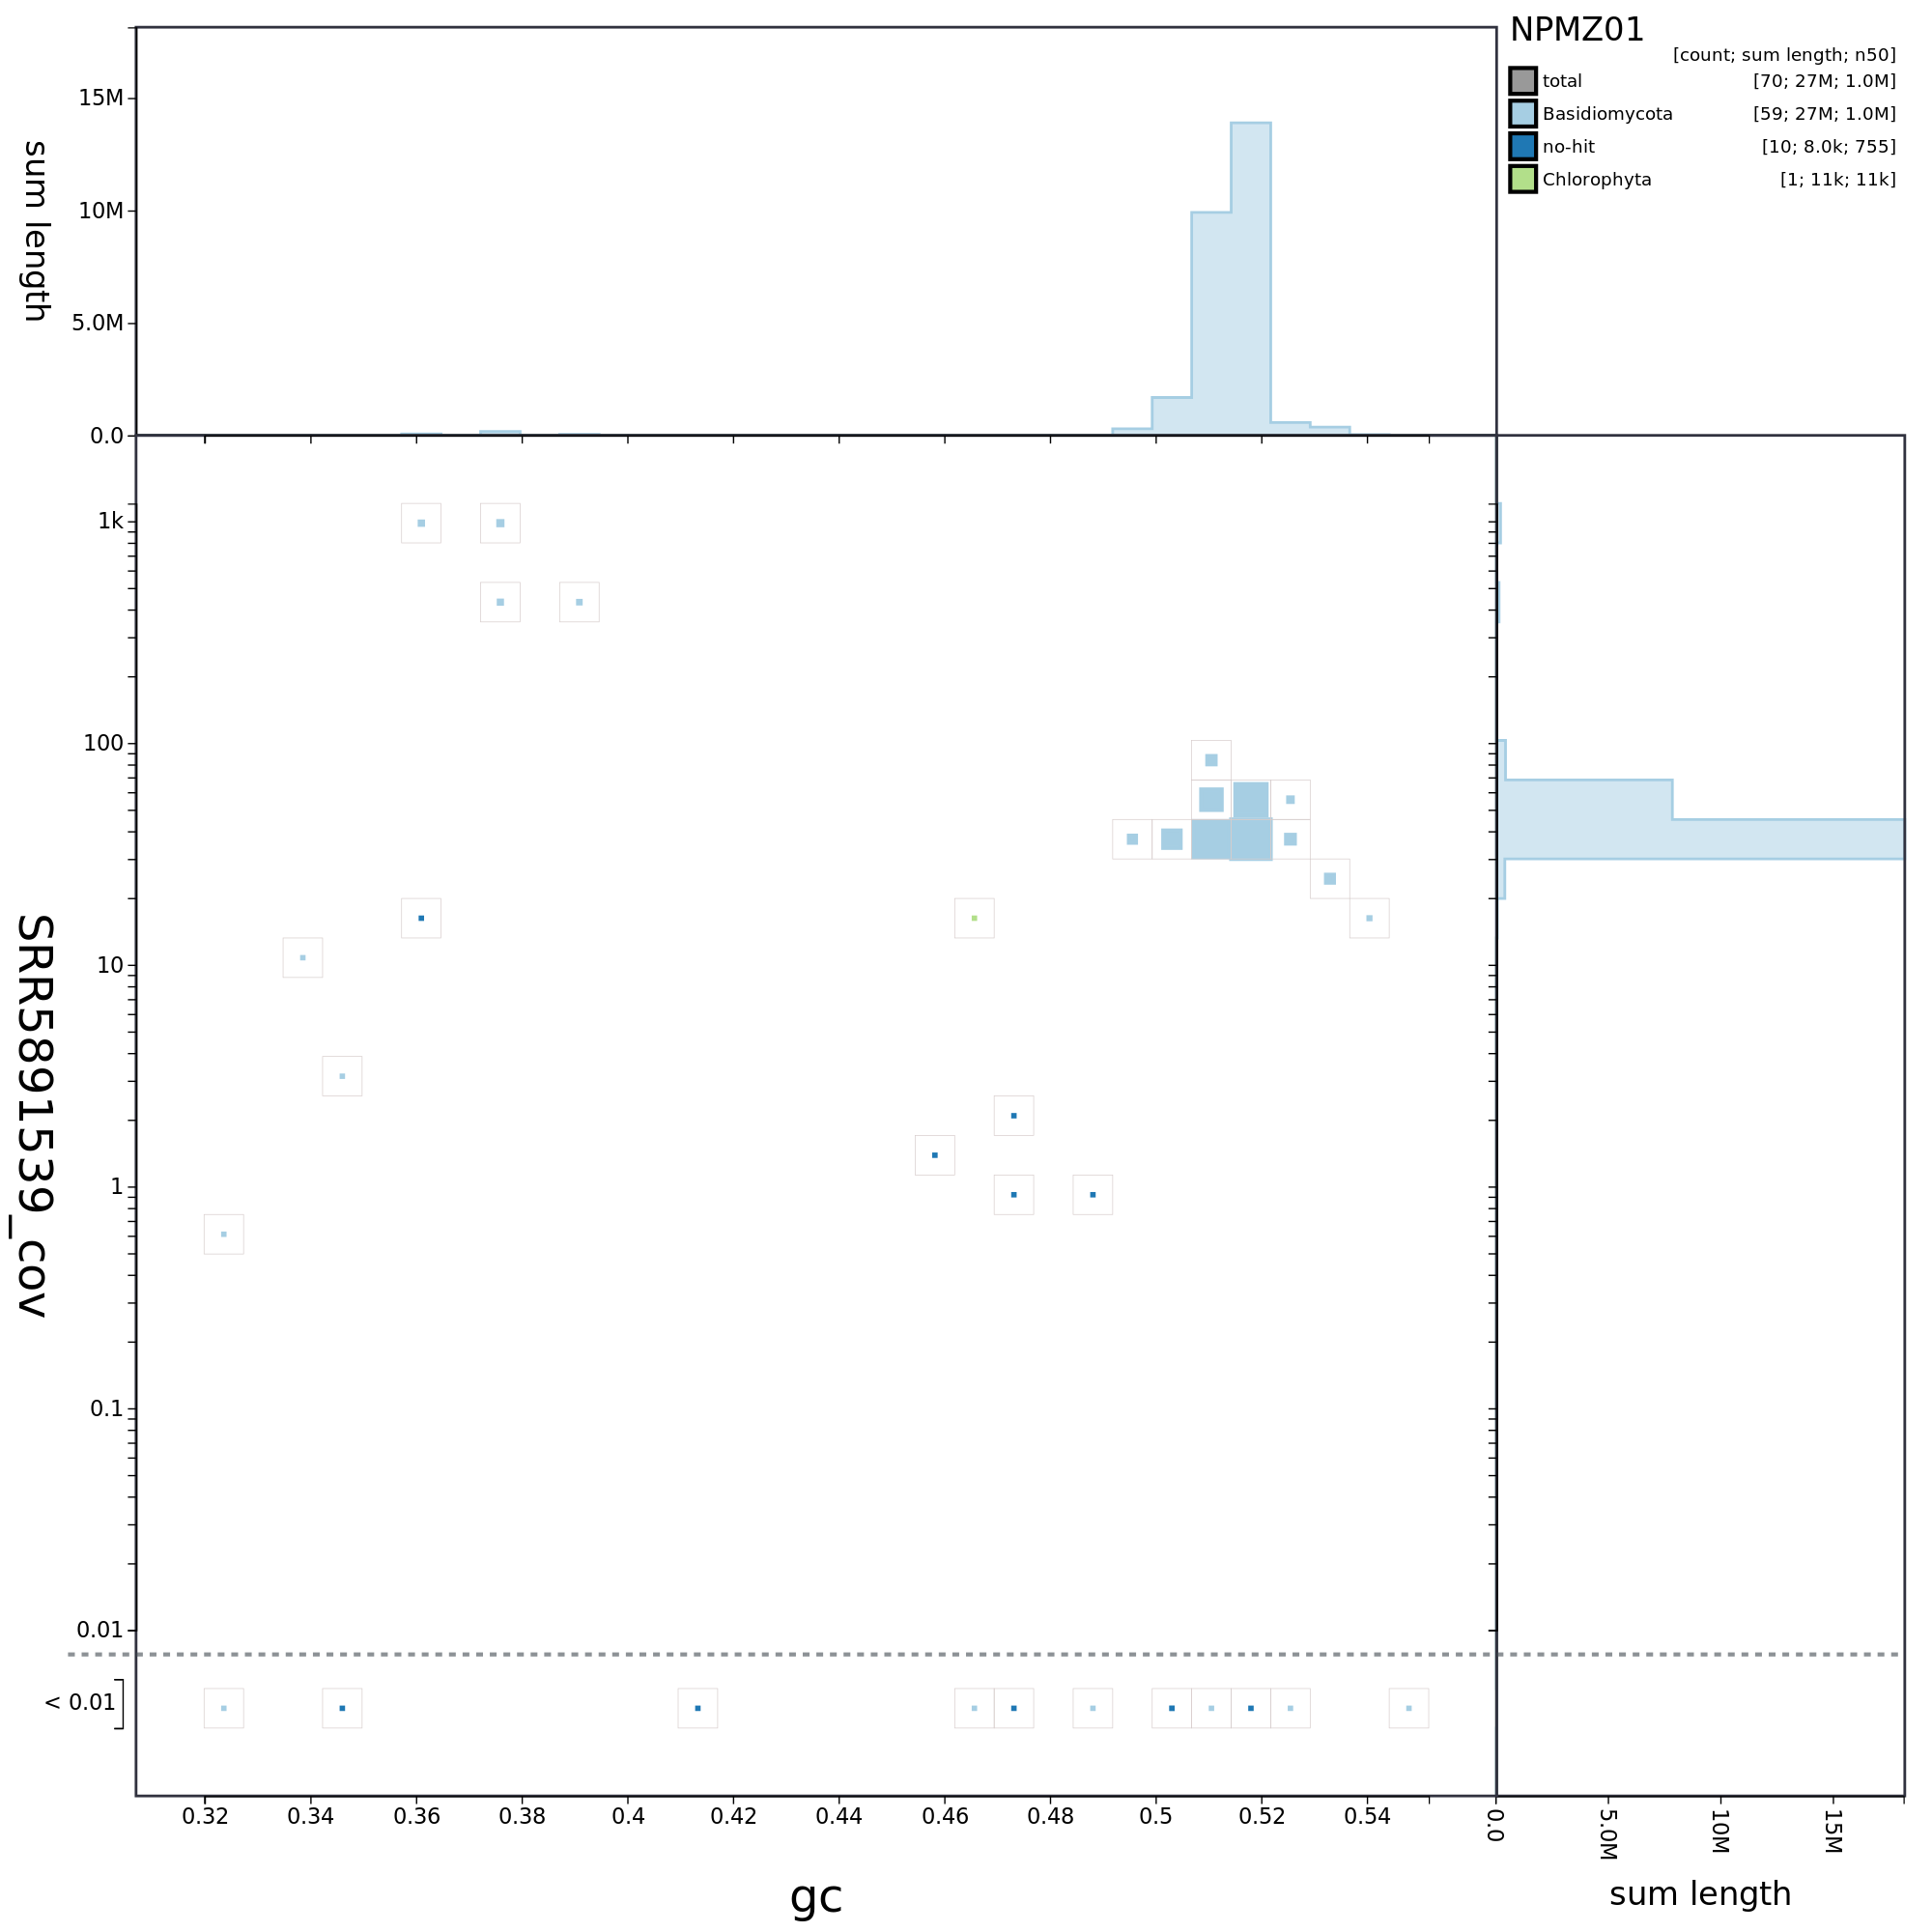 NPMZ01
[count; sum length; n50]
total [70; 27M; 1.0M]
Basidiomycota [59; 27M; 1.0M]
no-hit [10; 8.0k; 755]
Chlorophyta [1; 11k; 11k]
sum length
15M
10M
5.0M
0.0
SRR5891539_cov
1k
100
10
1
0.1
0.01
< 0.01
0.32 0.34 0.36 0.38 0.4 0.42 0.44 0.46 0.48 0.5 0.52 0.54
gc
0.0 5.0M 10M 15M
sum length